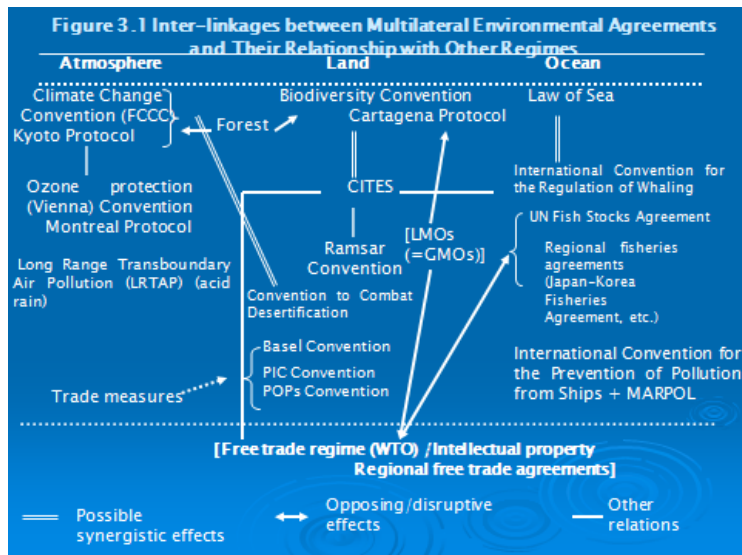 Figure 3.1 Inter-linkages between Multilateral Environmental Agreements
and Their Relationship with Other Regimes
Atmosphere Land Ocean
Climate Change
Convention (FCCC)
Kyoto Protocol
Forest
Biodiversity Convention
Cartagena Protocol
Law of Sea
Ozone protection
(Vienna) Convention
Montreal Protocol
CITES
International Convention for
the Regulation of Whaling
Long Range Transboundary
Air Pollution (LRTAP) (acid
rain)
Ramsar
Convention
[LMOs
(=GMOs)]
UN Fish Stocks Agreement
Regional fisheries
agreements
(Japan-Korea
Fisheries
Agreement, etc.)
Convention to Combat
Desertification
Basel Convention
PIC Convention
POPs Convention
International Convention for
the Prevention of Pollution
from Ships + MARPOL
Trade measures
[Free trade regime (WTO) /Intellectual property
Regional free trade agreements]
Possible
synergistic effects
Opposing/disruptive
effects
Other
relations